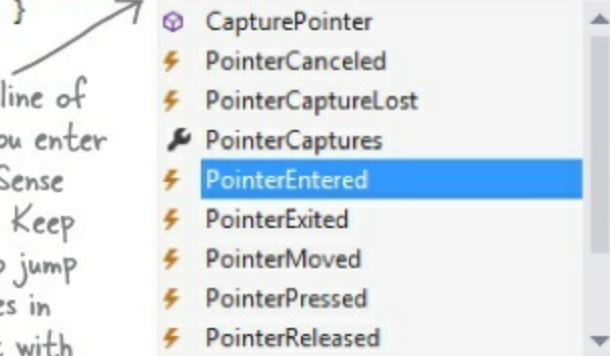 }
line of
ou enter
Sense
Keep
o jump
es in
with
CapturePointer
PointerCanceled
PointerCaptureLost
PointerCaptures
PointerEntered
PointerExited
PointerMoved
PointerPressed
PointerReleased